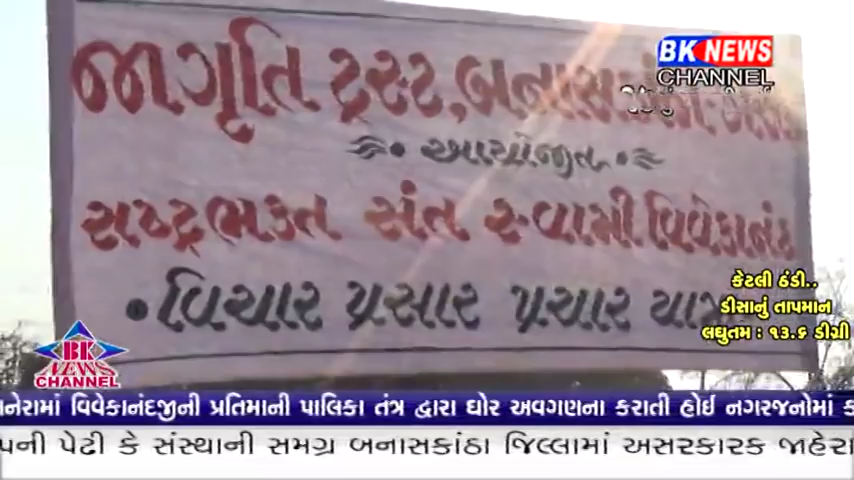 જાગૃતિ ટ્રસ્ટ, બનાસકાંઠા
BK NEWS
CHANNEL
આયોજીત
રાષ્ટ્રભક્ત સંત સ્વામી વિવેકાનંદ
• વિચાર પ્રસાર પ્રચાર
કેટલી ઠંડી..
ડીસાનું તાપમાન
લઘુતમ : ૧૩.૬ ડીગ્રી
BK
NEWS
CHANNEL
નેરામાં વિવેકાનંદજીની પ્રતિમાની પાલિકા તંત્ર દ્વારા ઘોર અવગણના કરાતી હોઈ નગરજનોમાં
પની પેઢી કે સંસ્થાની સમગ્ર બનાસકાંઠા જિલ્લામાં અસરકારક જાહેરા